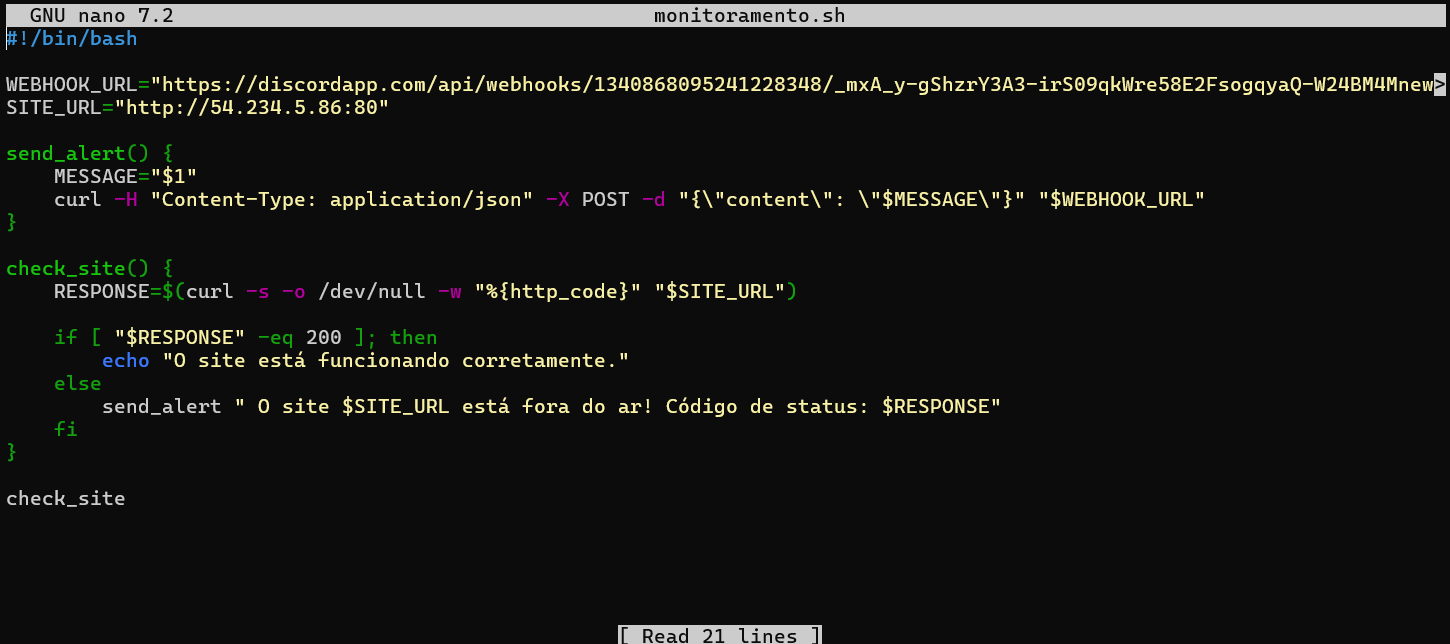 GNU nano 7.2 monitoramento.sh
#!/bin/bash
WEBHOOK_URL="https://discordapp.com/api/webhooks/1340868095241228348/_mxA_y-gShzrY3A3-irS09qkWre58E2FsogqyaQ-W24BM4Mnew>
SITE_URL="http://54.234.5.86:80"
send_alert() {
    MESSAGE="$1"
    curl -H "Content-Type: application/json" -X POST -d "{\"content\": \"$MESSAGE\"}" "$WEBHOOK_URL"
}
check_site() {
    RESPONSE=$(curl -s -o /dev/null -w "%{http_code}" "$SITE_URL")
    if [ "$RESPONSE" -eq 200 ]; then
        echo "O site está funcionando corretamente."
    else
        send_alert " O site $SITE_URL está fora do ar! Código de status: $RESPONSE"
    fi
}
check_site
[ Read 21 lines ]